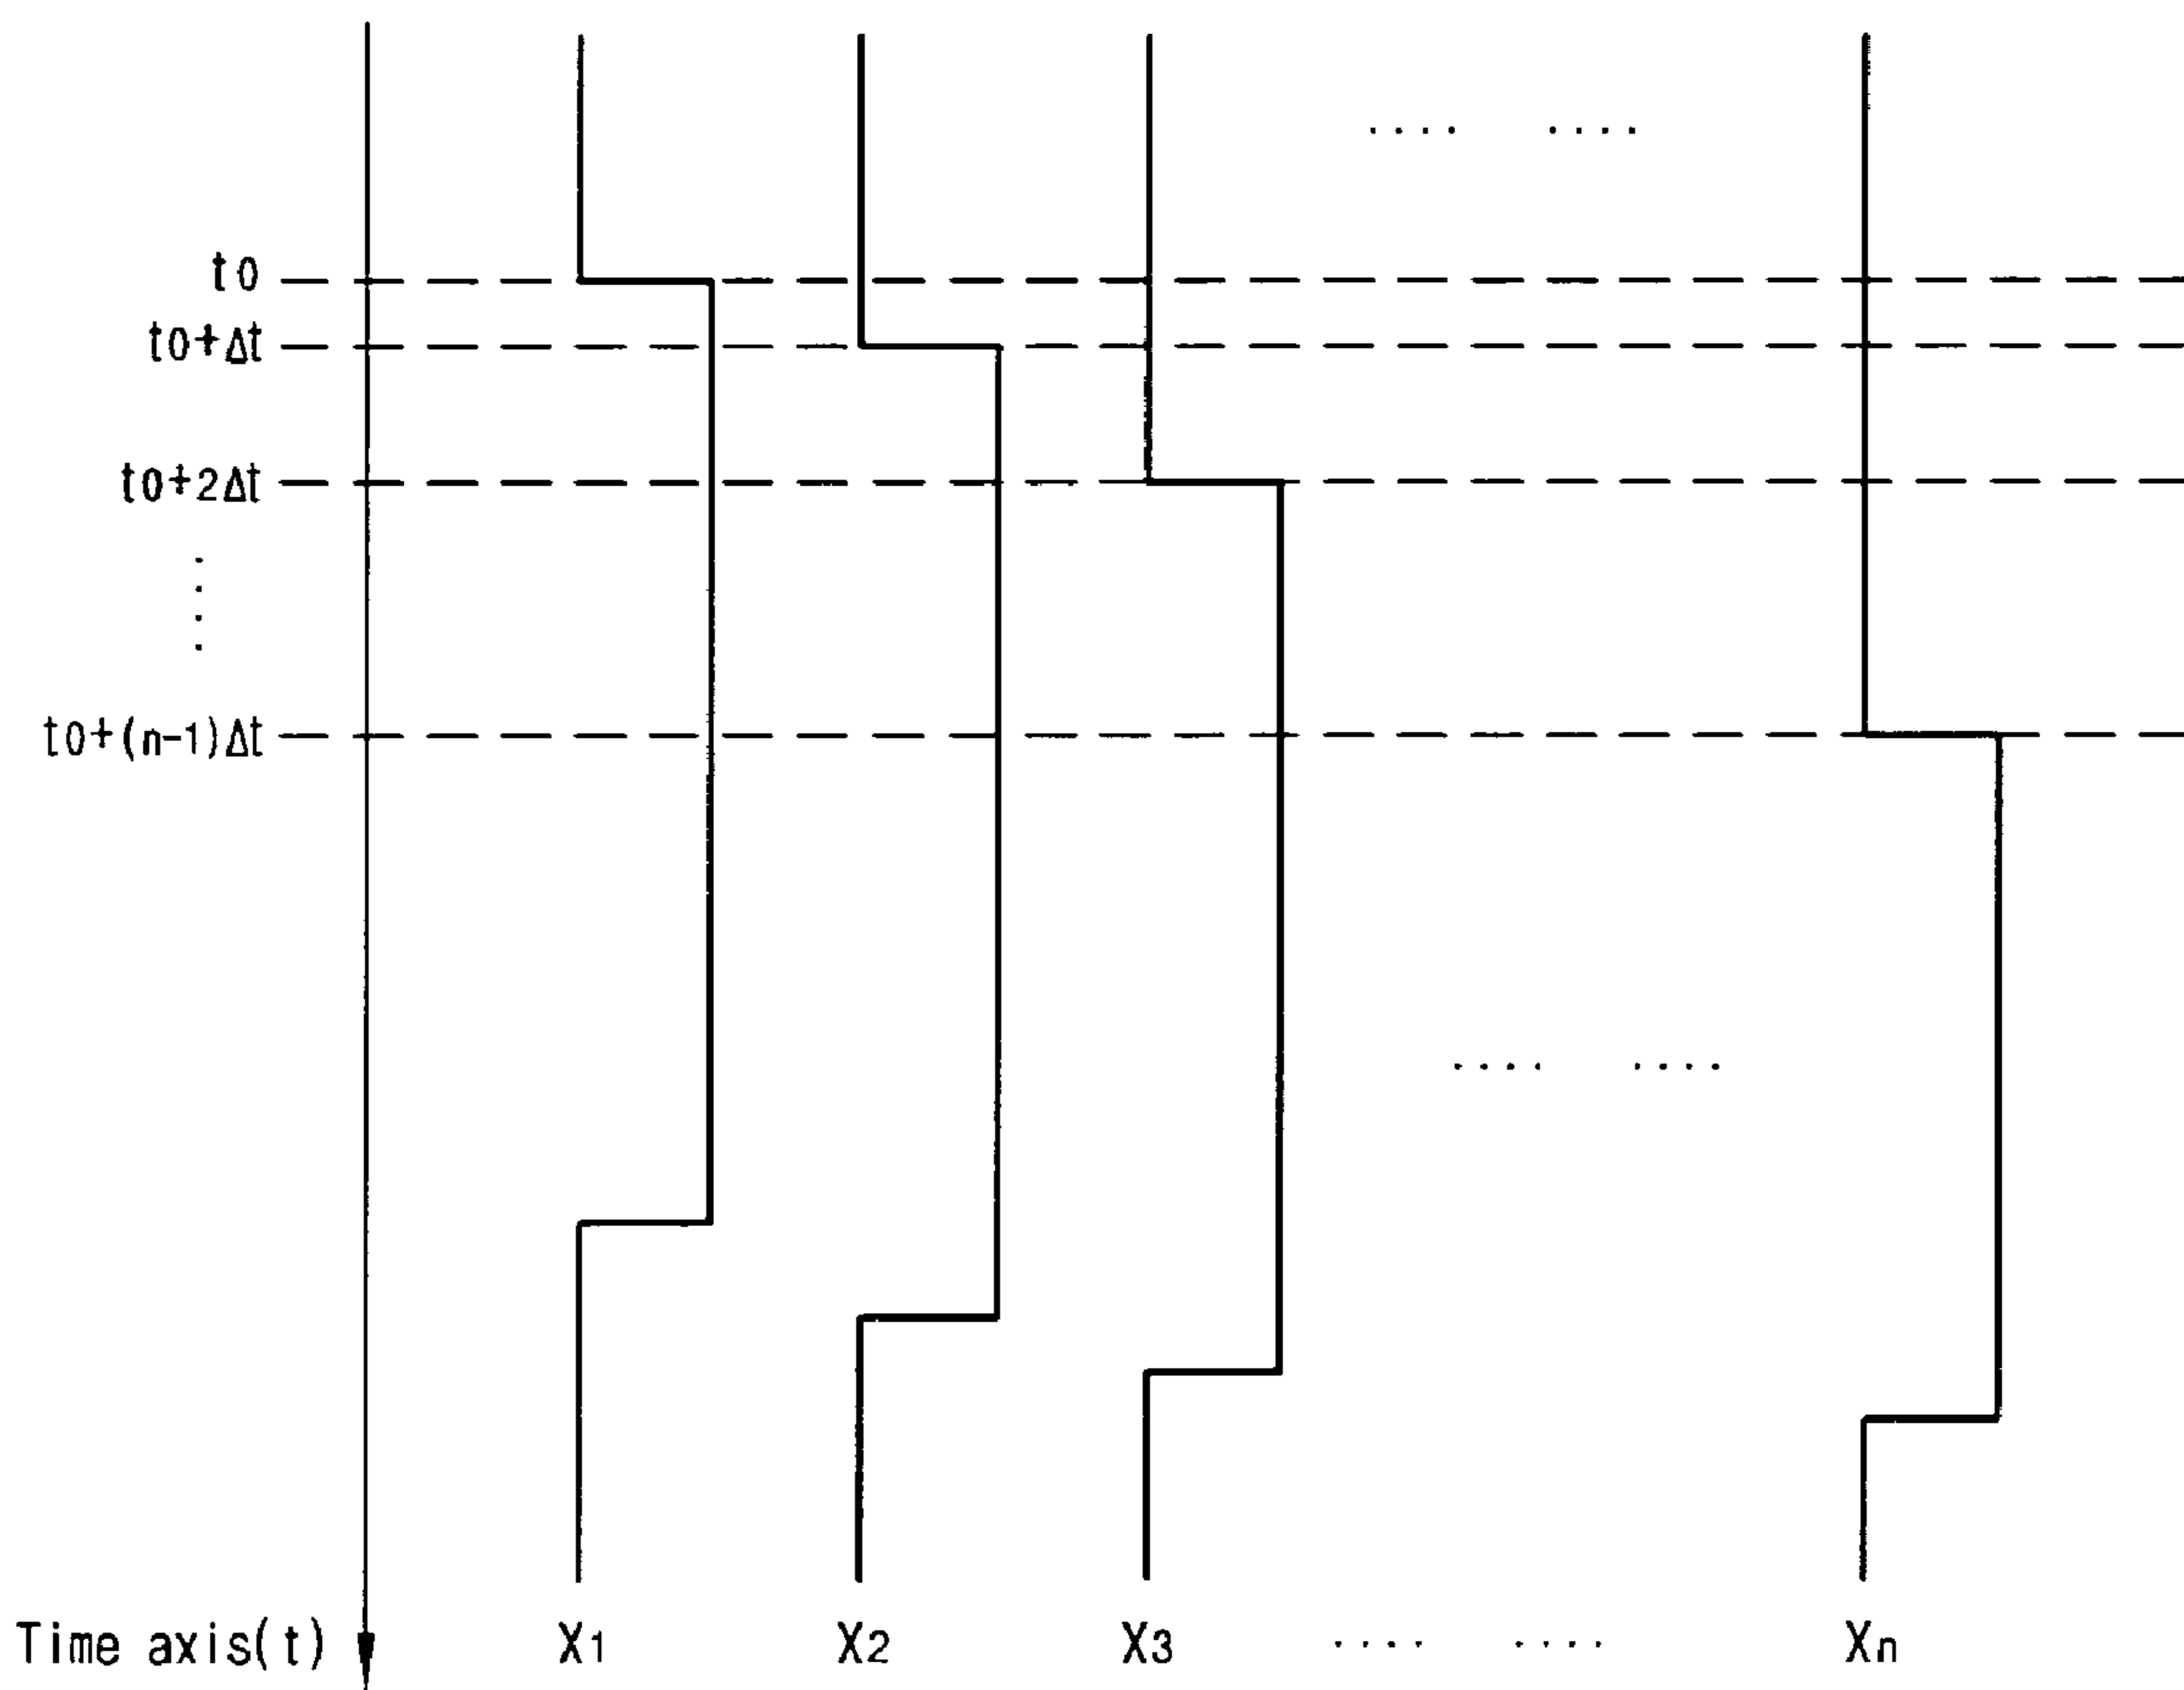 t0
t0+Δt
t0+2Δt
t0+(n-1)Δt
Time axis(t) X1 X2 X3 ···· ···· Xn